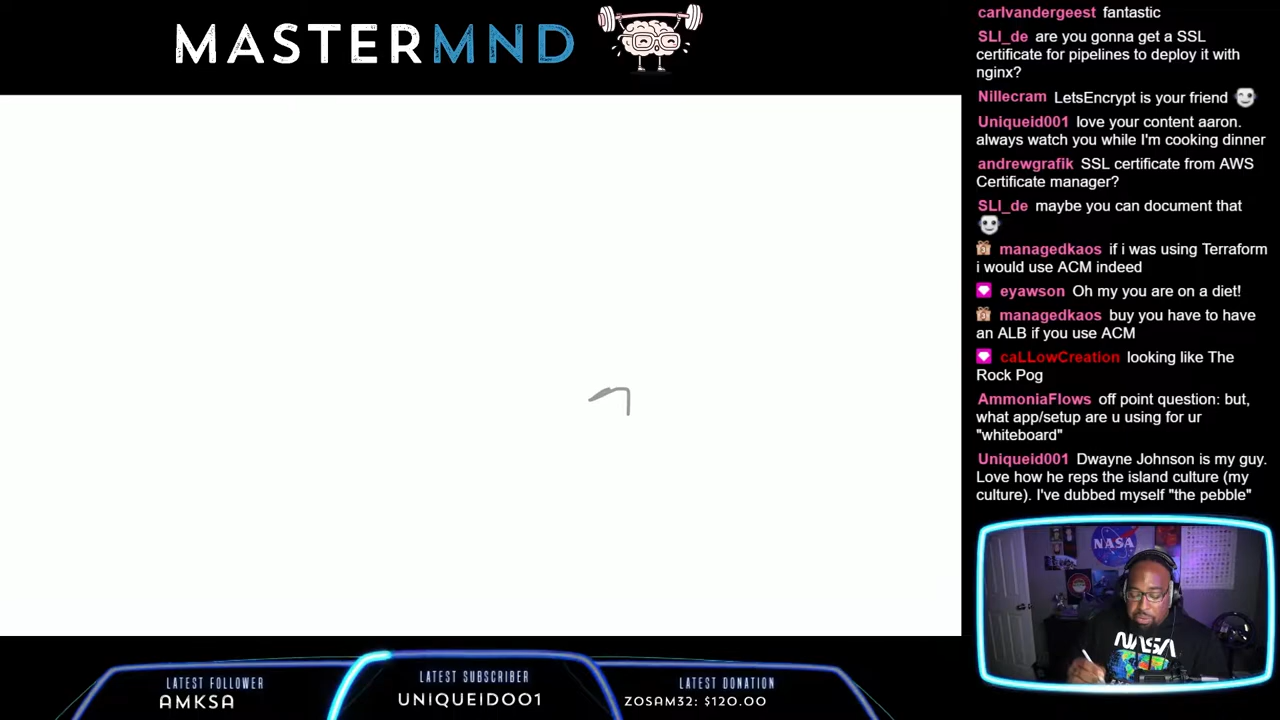 MASTERMND
carlvandergeest fantastic
SLI_de are you gonna get a SSL
certificate for pipelines to deploy it with
nginx?
Nillecram LetsEncrypt is your friend
Uniqueid001 love your content aaron.
always watch you while I'm cooking dinner
andrewgrafik SSL certificate from AWS
Certificate manager?
SLI_de maybe you can document that
managedkaos if i was using Terraform
i would use ACM indeed
eyawson Oh my you are on a diet!
managedkaos buy you have to have
an ALB if you use ACM
caLLowCreation looking like The
Rock Pog
AmmoniaFlows off point question: but,
what app/setup are u using for ur
"whiteboard"
Uniqueid001 Dwayne Johnson is my guy.
Love how he reps the island culture (my
culture). I've dubbed myself "the pebble"
NASA
NASA
LATEST FOLLOWER
AMKSA
LATEST SUBSCRIBER
UNIQUEID001
LATEST DONATION
ZOSAM32: $120.00